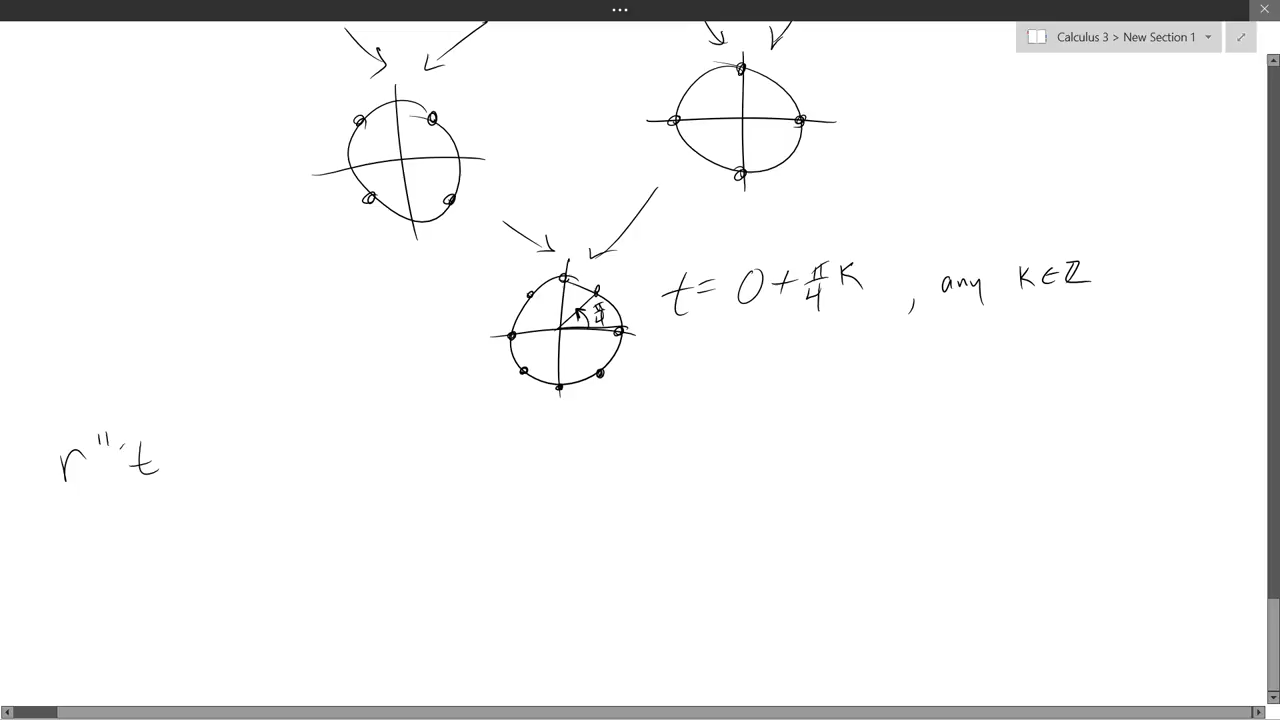 Calculus 3 > New Section 1
t = 0 + π/4 K , any K ∈ ℤ
π/4
r'' t